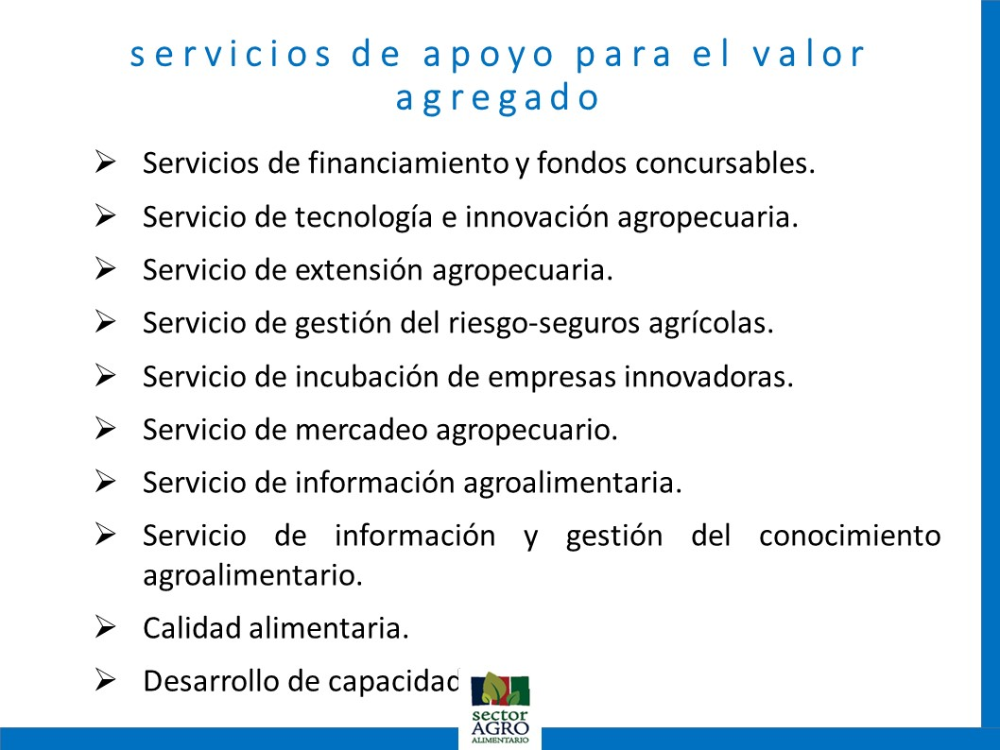 servicios de apoyo para el valor
agregado
Servicios de financiamiento y fondos concursables.
Servicio de tecnología e innovación agropecuaria.
Servicio de extensión agropecuaria.
Servicio de gestión del riesgo-seguros agrícolas.
Servicio de incubación de empresas innovadoras.
Servicio de mercadeo agropecuario.
Servicio de información agroalimentaria.
Servicio de información y gestión del conocimiento
agroalimentario.
Calidad alimentaria.
Desarrollo de capacidad
sector
AGRO
ALIMENTARIO